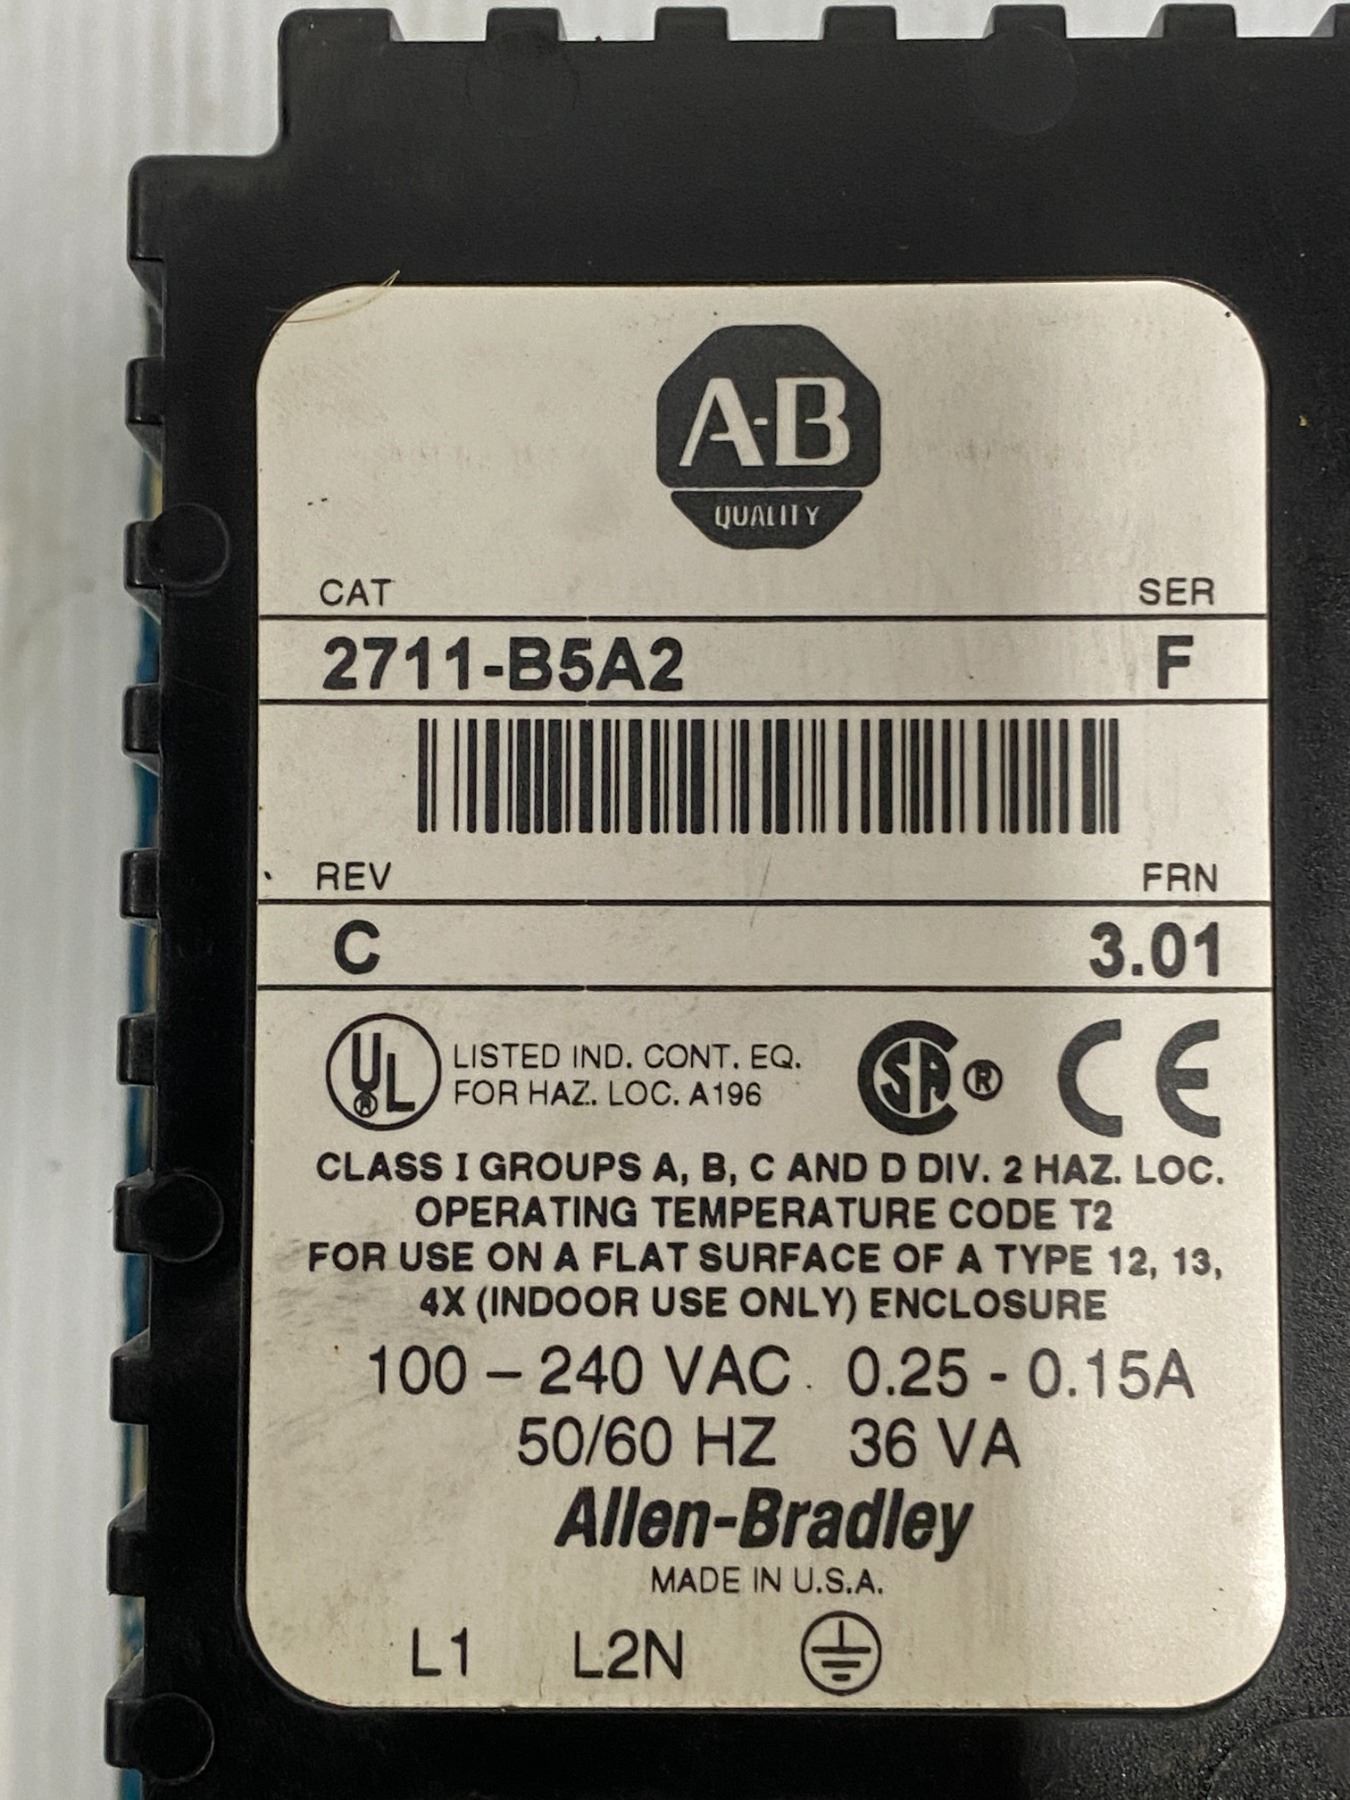 A-B
QUALITY
CAT SER
2711-B5A2 F
REV FRN
C 3.01
UL ® LISTED IND. CONT. EQ.
FOR HAZ. LOC. A196
SA ® CE
CLASS I GROUPS A, B, C AND D DIV. 2 HAZ. LOC.
OPERATING TEMPERATURE CODE T2
FOR USE ON A FLAT SURFACE OF A TYPE 12, 13,
4X (INDOOR USE ONLY) ENCLOSURE
100 – 240 VAC 0.25 - 0.15A
50/60 HZ 36 VA
Allen-Bradley
MADE IN U.S.A.
L1 L2N